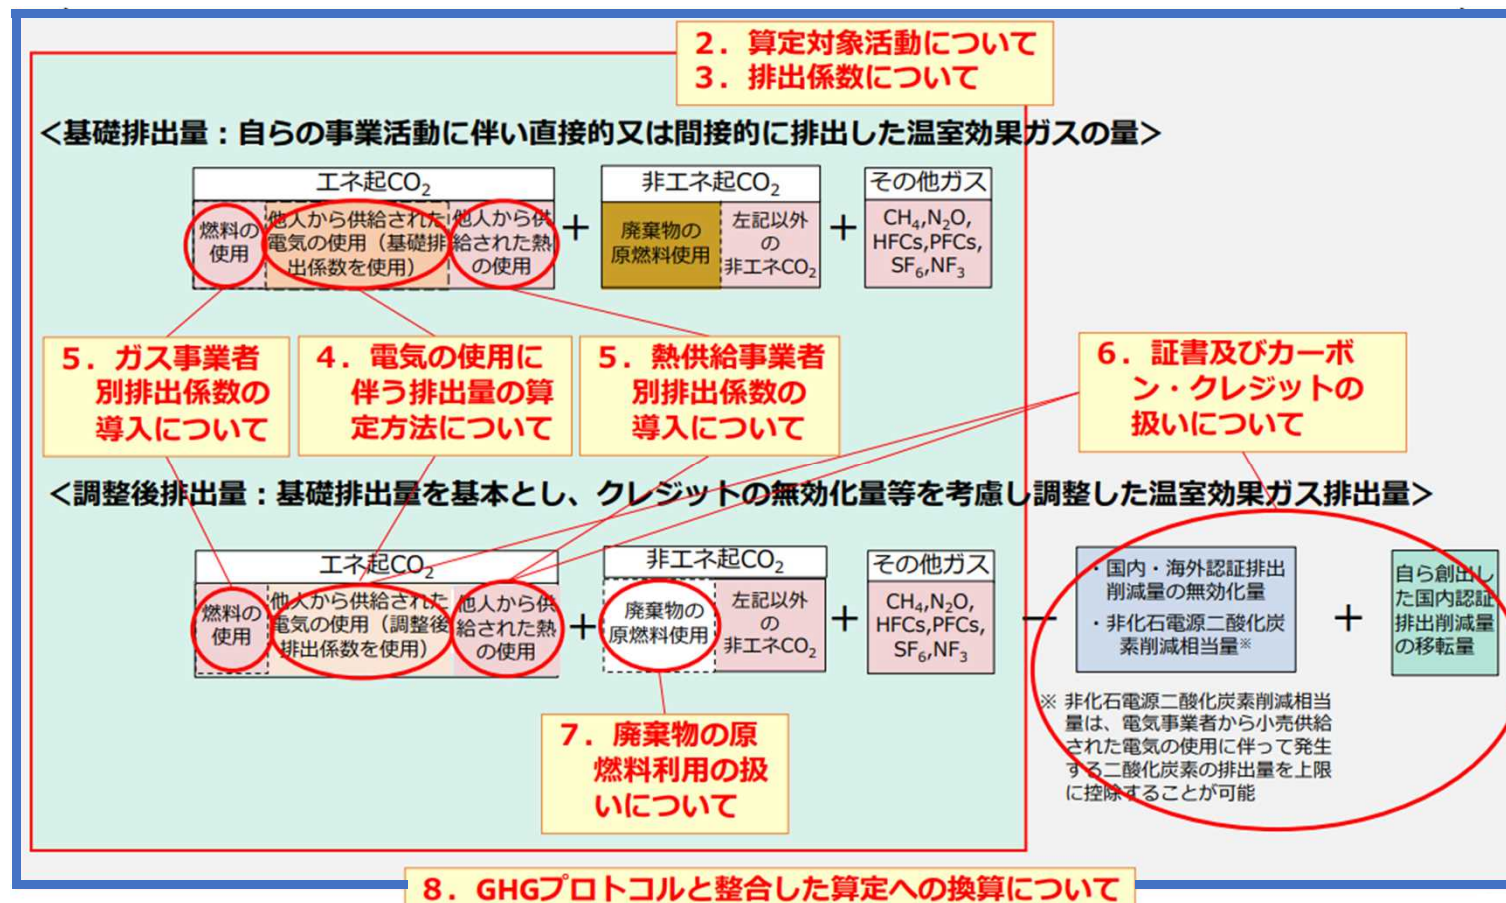 ２．算定対象活動について
３．排出係数について
＜基礎排出量：自らの事業活動に伴い直接的又は間接的に排出した温室効果ガスの量＞
エネ起CO₂
燃料の
使用
他人から供給された
電気の使用（基礎排
出係数を使用）
他人から供
給された熱
の使用
＋
非エネ起CO₂
廃棄物の
原燃料使用
左記以外
の
非エネCO₂
＋
その他ガス
CH₄,N₂O,
HFCs,PFCs,
SF₆,NF₃
５．ガス事業者
別排出係数の
導入について
４．電気の使用に
伴う排出量の算
定方法について
５．熱供給事業者
別排出係数の
導入について
６．証書及びカーボ
ン・クレジットの
扱いについて
＜調整後排出量：基礎排出量を基本とし、クレジットの無効化量等を考慮し調整した温室効果ガス排出量＞
エネ起CO₂
燃料の
使用
他人から供給された
電気の使用（調整後
排出係数を使用）
他人から供
給された熱
の使用
＋
非エネ起CO₂
廃棄物の
原燃料使用
左記以外
の
非エネCO₂
＋
その他ガス
CH₄,N₂O,
HFCs,PFCs,
SF₆,NF₃
－
・国内・海外認証排出
削減量の無効化量
・非化石電源二酸化炭
素削減相当量※
＋
自ら創出し
た国内認証
排出削減量
の移転量
※ 非化石電源二酸化炭素削減相当
量は、電気事業者から小売供給
された電気の使用に伴って発生
する二酸化炭素の排出量を上限
に控除することが可能
７．廃棄物の原
燃料利用の扱
いについて
８．GHGプロトコルと整合した算定への換算について